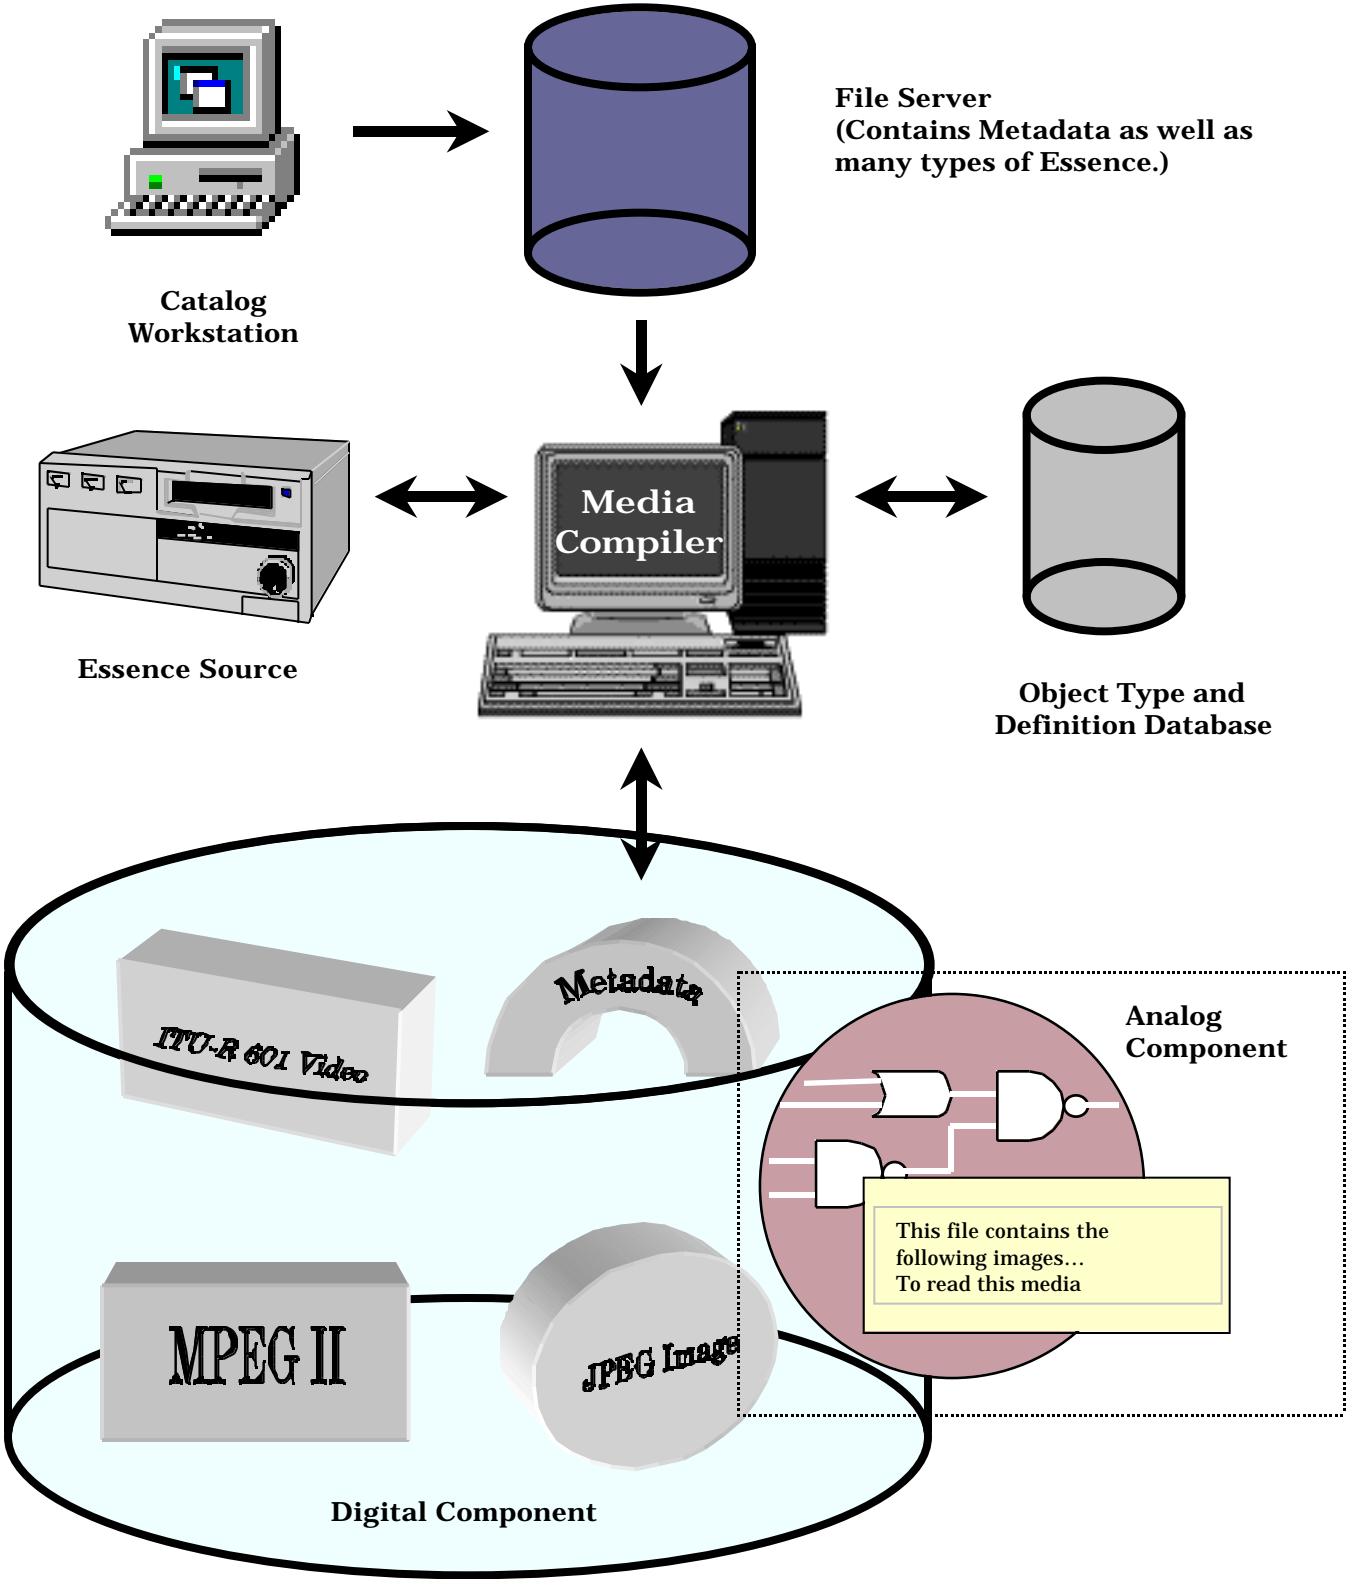 File Server
(Contains Metadata as well as
many types of Essence.)
Catalog
Workstation
Media
Compiler
Essence Source
Object Type and
Definition Database
Metadata
ITU-R 601 Video
Analog
Component
This file contains the
following images…
To read this media
MPEG II
JPEG Image
Digital Component